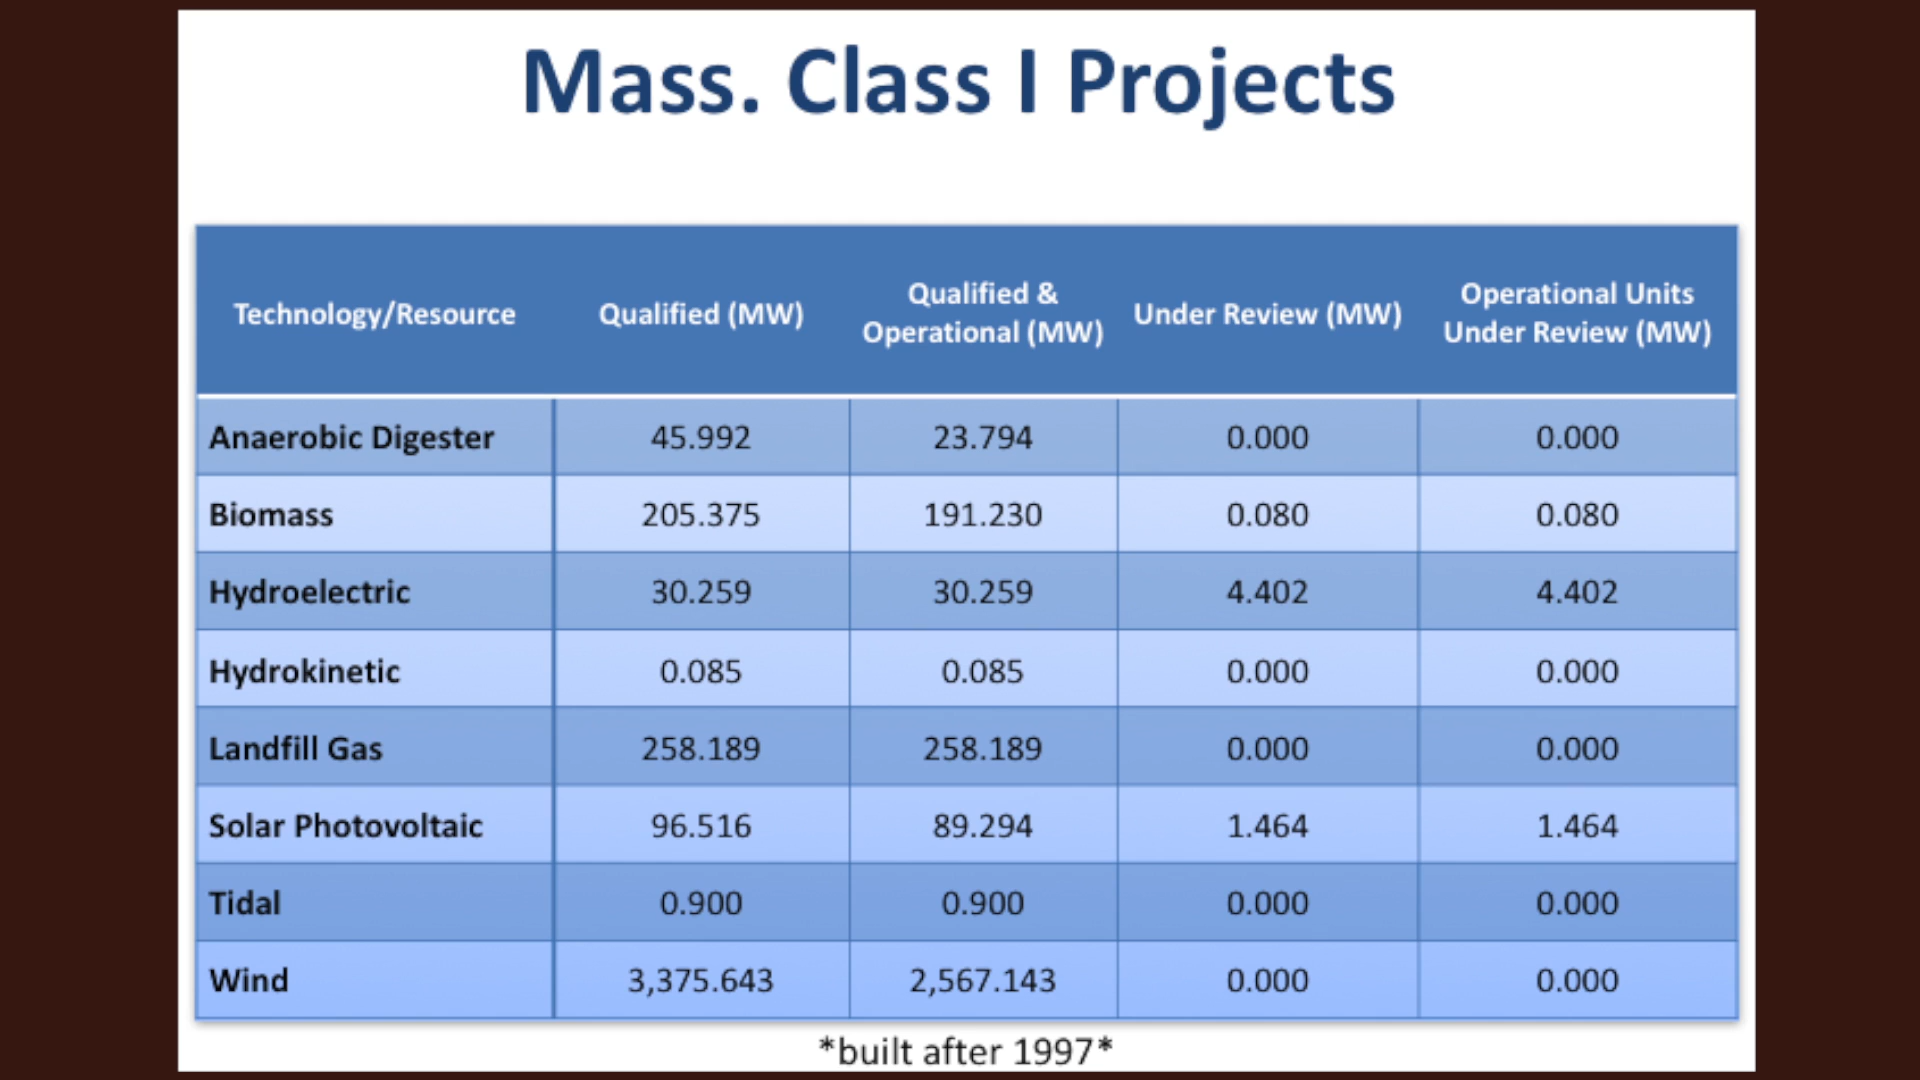 Mass. Class I Projects
Technology/Resource Qualified (MW) Qualified & Operational (MW) Under Review (MW) Operational Units Under Review (MW)
Anaerobic Digester 45.992 23.794 0.000 0.000
Biomass 205.375 191.230 0.080 0.080
Hydroelectric 30.259 30.259 4.402 4.402
Hydrokinetic 0.085 0.085 0.000 0.000
Landfill Gas 258.189 258.189 0.000 0.000
Solar Photovoltaic 96.516 89.294 1.464 1.464
Tidal 0.900 0.900 0.000 0.000
Wind 3,375.643 2,567.143 0.000 0.000
*built after 1997*